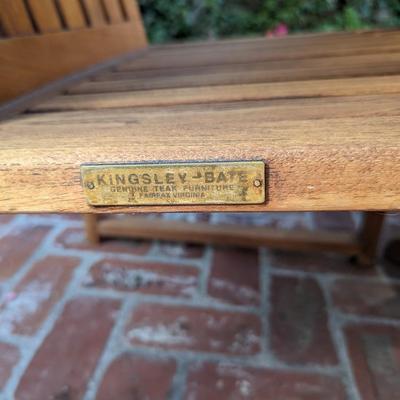 KINGSLEY-BATE
GENUINE TEAK FURNITURE
FAIRFAX VIRGINIA